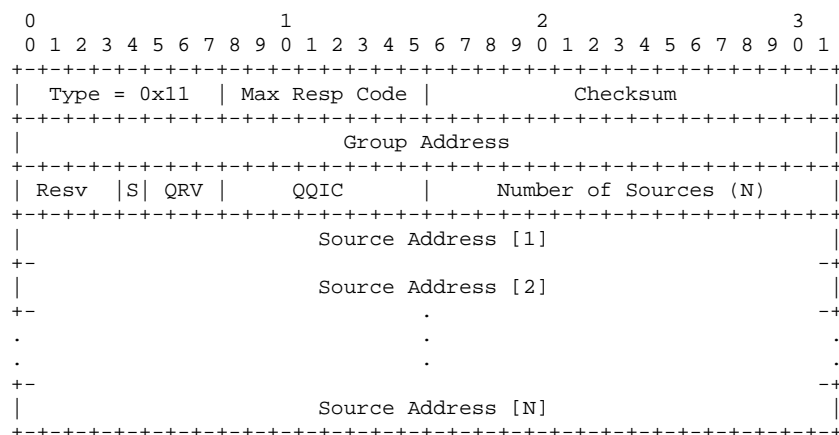 0                   1                   2                   3
0 1 2 3 4 5 6 7 8 9 0 1 2 3 4 5 6 7 8 9 0 1 2 3 4 5 6 7 8 9 0 1
+-+-+-+-+-+-+-+-+-+-+-+-+-+-+-+-+-+-+-+-+-+-+-+-+-+-+-+-+-+-+-+-+
|  Type = 0x11  | Max Resp Code |           Checksum            |
+-+-+-+-+-+-+-+-+-+-+-+-+-+-+-+-+-+-+-+-+-+-+-+-+-+-+-+-+-+-+-+-+
|                         Group Address                         |
+-+-+-+-+-+-+-+-+-+-+-+-+-+-+-+-+-+-+-+-+-+-+-+-+-+-+-+-+-+-+-+-+
| Resv  |S| QRV |     QQIC      |     Number of Sources (N)     |
+-+-+-+-+-+-+-+-+-+-+-+-+-+-+-+-+-+-+-+-+-+-+-+-+-+-+-+-+-+-+-+-+
|                       Source Address [1]                      |
+-                                                             -+
|                       Source Address [2]                      |
+-                              .                              -+
.                               .                               .
.                               .                               .
+-                                                             -+
|                       Source Address [N]                      |
+-+-+-+-+-+-+-+-+-+-+-+-+-+-+-+-+-+-+-+-+-+-+-+-+-+-+-+-+-+-+-+-+